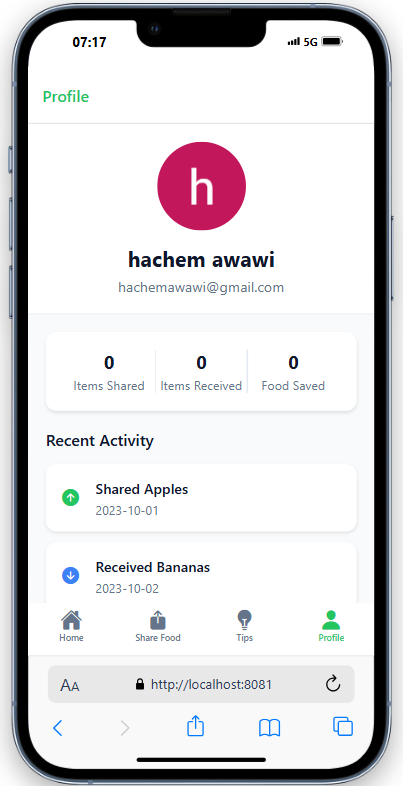 07:17 5G
Profile
h
hachem awawi
hachemawawi@gmail.com
0 0 0
Items Shared Items Received Food Saved
Recent Activity
Shared Apples
2023-10-01
Received Bananas
2023-10-02
Home Share Food Tips Profile
AA http://localhost:8081